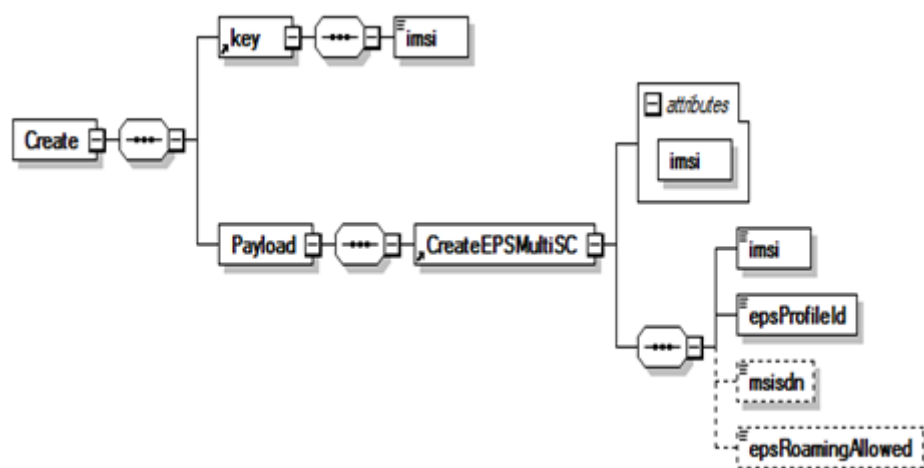 key
imsi
attributes
Create
imsi
Payload
CreateEPSMultiSC
imsi
epsProfileId
msisdn
epsRoamingAllowed